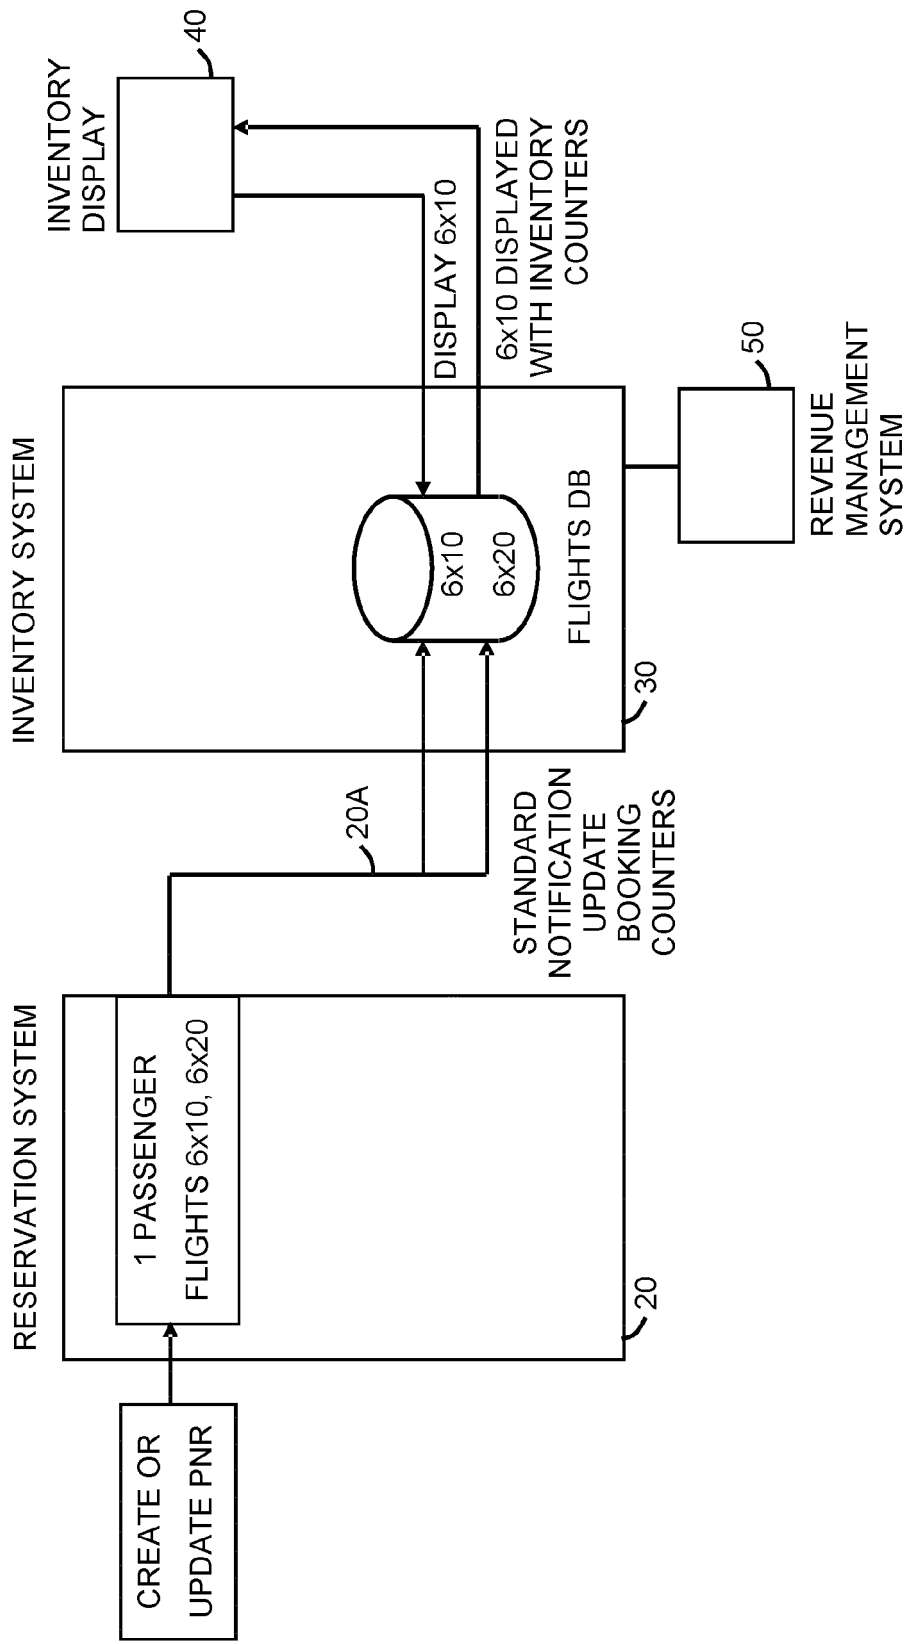 CREATE OR
UPDATE PNR
RESERVATION SYSTEM
1 PASSENGER
FLIGHTS 6x10, 6x20
20
20A
STANDARD
NOTIFICATION
UPDATE
BOOKING
COUNTERS
INVENTORY SYSTEM
6x10
6x20
FLIGHTS DB
30
DISPLAY 6x10
6x10 DISPLAYED
WITH INVENTORY
COUNTERS
INVENTORY
DISPLAY
40
50
REVENUE
MANAGEMENT
SYSTEM